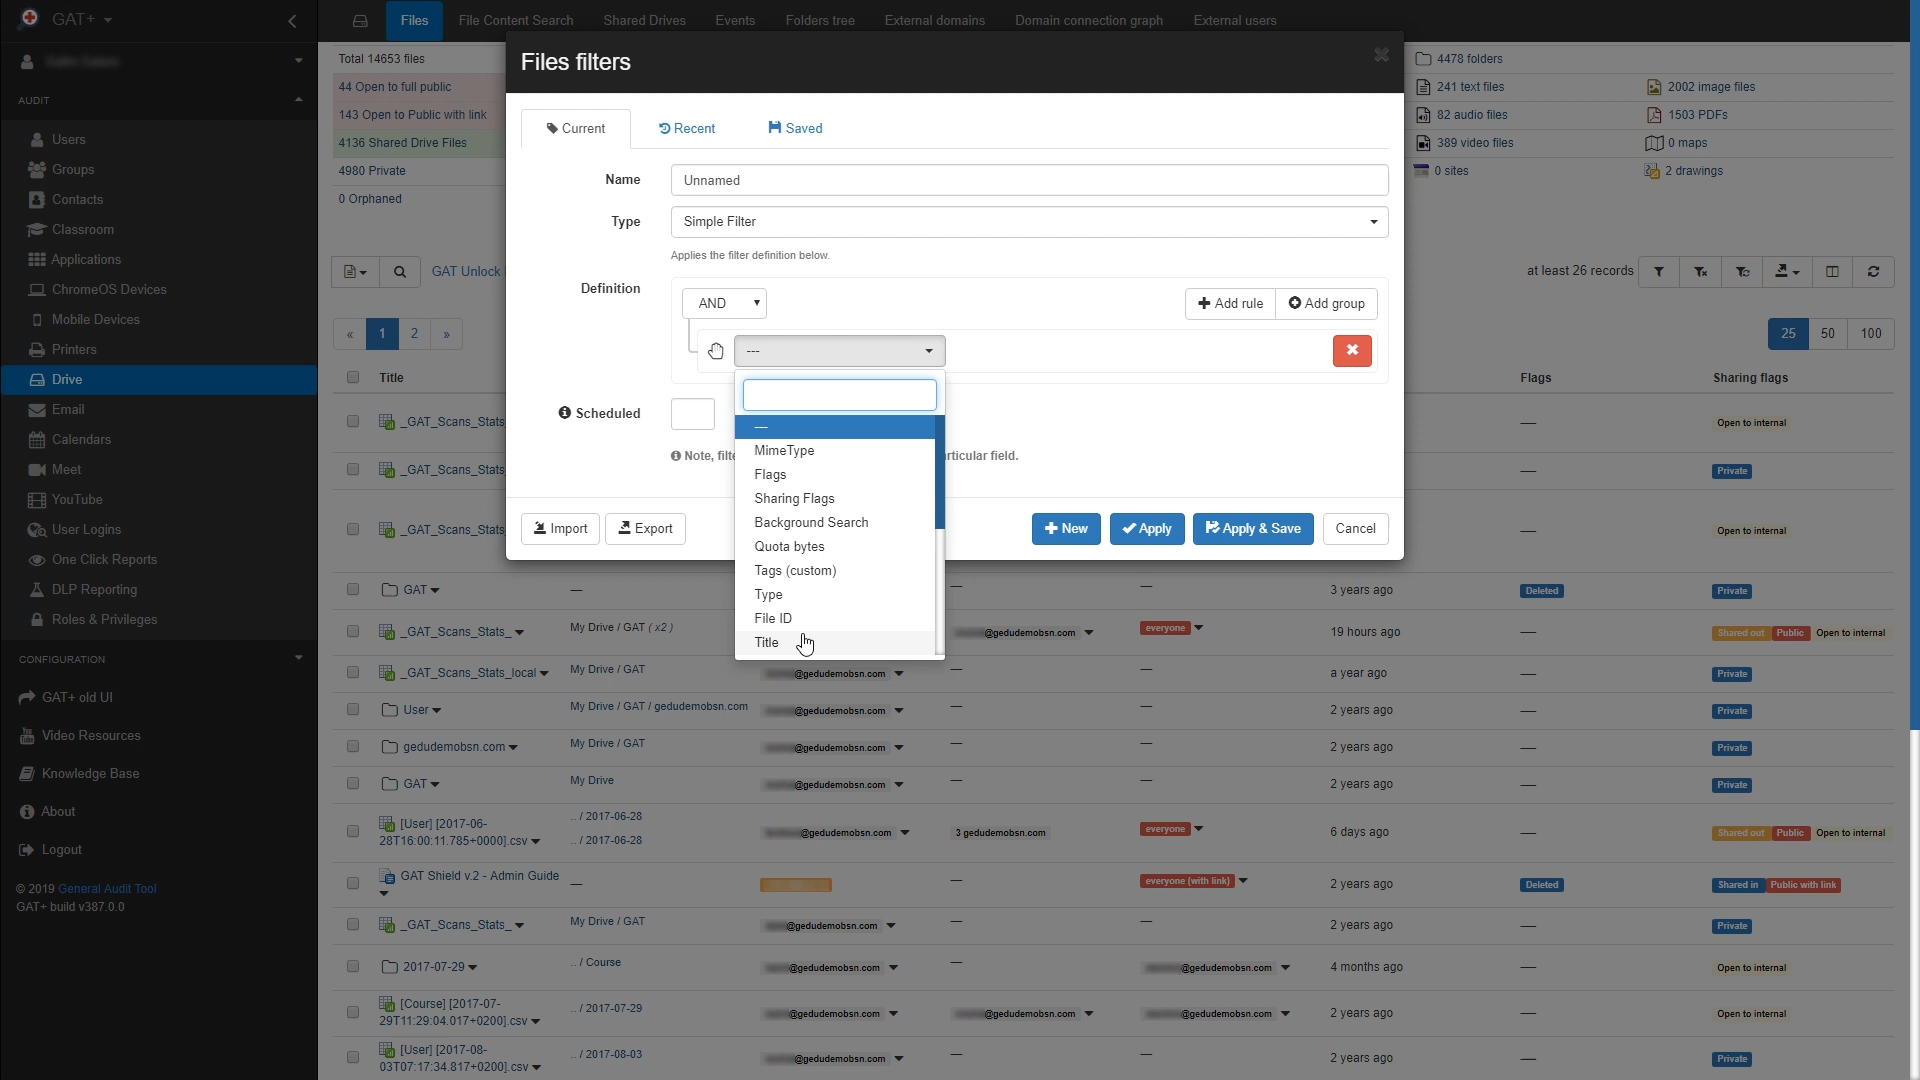 GAT+
Files
File Content Search
Shared Drives
Events
Folders tree
External domains
Domain connection graph
External users
AUDIT
Users
Groups
Contacts
Classroom
Applications
ChromeOS Devices
Mobile Devices
Printers
Drive
Email
Calendars
Meet
YouTube
User Logins
One Click Reports
DLP Reporting
Roles & Privileges
CONFIGURATION
GAT+ old UI
Video Resources
Knowledge Base
About
Logout
© 2019 General Audit Tool
GAT+ build v387.0.0
Total 14653 files
44 Open to full public
143 Open to Public with link
4136 Shared Drive Files
4980 Private
0 Orphaned
4478 folders
241 text files
2002 image files
82 audio files
1503 PDFs
389 video files
0 maps
0 sites
2 drawings
GAT Unlock
at least 26 records
« 1 2 »
25 50 100
Files filters
Current
Recent
Saved
Name
Unnamed
Type
Simple Filter
Applies the filter definition below.
Definition
AND
Add rule
Add group
---
Scheduled
Note, filte
rticular field.
---
MimeType
Flags
Sharing Flags
Background Search
Quota bytes
Tags (custom)
Type
File ID
Title
Import
Export
New
Apply
Apply & Save
Cancel
Title
Flags
Sharing flags
_GAT_Scans_Stats — Open to internal
_GAT_Scans_Stats — Private
_GAT_Scans_Stats — Open to internal
GAT — — — 3 years ago Deleted Private
_GAT_Scans_Stats_ My Drive / GAT ( x2 ) @gedudemobsn.com everyone 19 hours ago — Shared out Public Open to internal
_GAT_Scans_Stats_local My Drive / GAT @gedudemobsn.com — — a year ago — Private
User My Drive / GAT / gedudemobsn.com @gedudemobsn.com — — 2 years ago — Private
gedudemobsn.com My Drive / GAT @gedudemobsn.com — — 2 years ago — Private
GAT My Drive @gedudemobsn.com — — 2 years ago — Private
[User] [2017-06-
28T16:00:11.785+0000].csv
.. / 2017-06-28
.. / 2017-06-28
@gedudemobsn.com 3 gedudemobsn.com everyone 6 days ago — Shared out Public Open to internal
GAT Shield v.2 - Admin Guide — — everyone (with link) 2 years ago Deleted Shared in Public with link
_GAT_Scans_Stats_ My Drive / GAT @gedudemobsn.com — — 2 years ago — Private
2017-07-29 .. / Course @gedudemobsn.com — @gedudemobsn.com 4 months ago — Open to internal
[Course] [2017-07-
29T11:29:04.017+0200].csv
.. / 2017-07-29 @gedudemobsn.com @gedudemobsn.com @gedudemobsn.com 2 years ago — Open to internal
[User] [2017-08-
03T07:17:34.817+0200].csv
.. / 2017-08-03 @gedudemobsn.com — — 2 years ago — Private